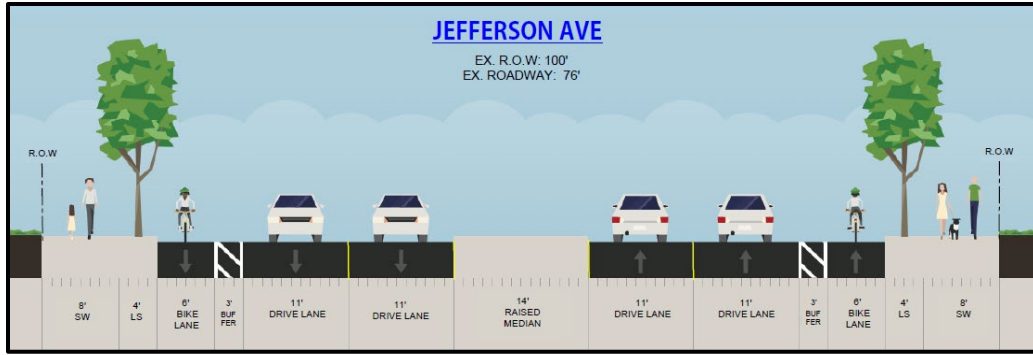 JEFFERSON AVE
EX. R.O.W: 100'
EX. ROADWAY: 76'
R.O.W
R.O.W
8'
SW
4'
LS
6'
BIKE
LANE
3'
BUF
FER
11'
DRIVE LANE
11'
DRIVE LANE
14'
RAISED
MEDIAN
11'
DRIVE LANE
11'
DRIVE LANE
3'
BUF
FER
6'
BIKE
LANE
4'
LS
8'
SW